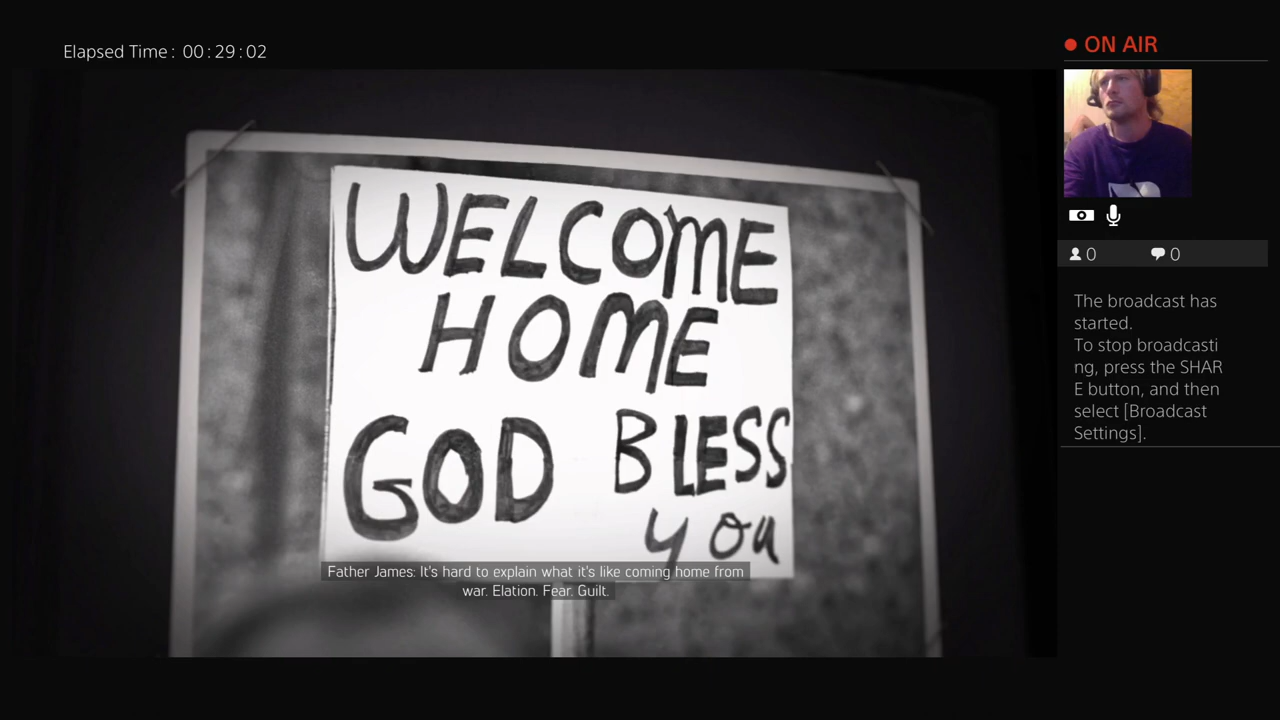 Elapsed Time: 00:29:02
ON AIR
WELCOME
HOME
GOD BLESS
you
Father James: It's hard to explain what it's like coming home from
war. Elation. Fear. Guilt.
0 0
The broadcast has
started.
To stop broadcasti
ng, press the SHAR
E button, and then
select [Broadcast
Settings].